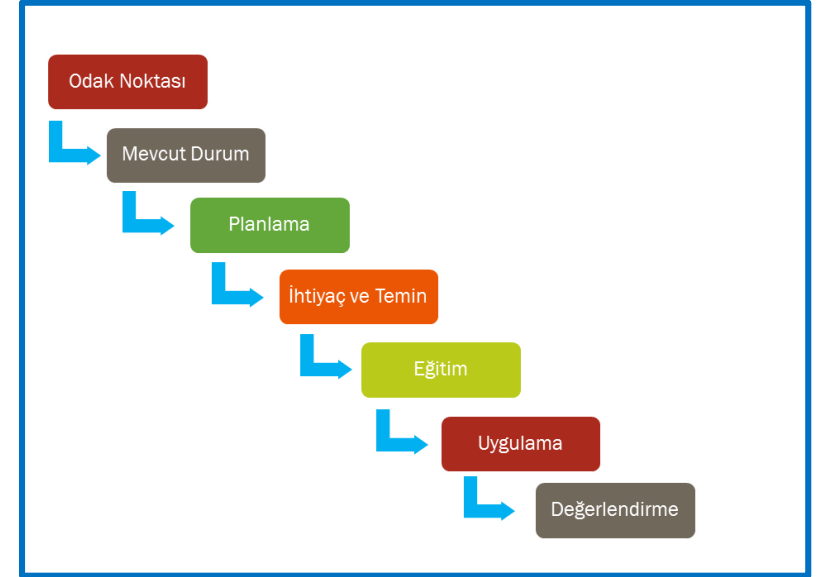 Odak Noktası
Mevcut Durum
Planlama
İhtiyaç ve Temin
Eğitim
Uygulama
Değerlendirme